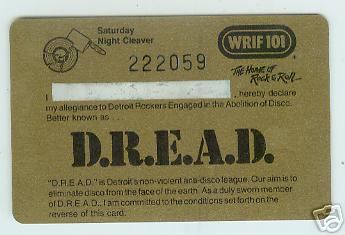 Saturday
Night Cleaver
WRIF 101
222059
The Home of
Rock & Roll
I , hereby declare
my allegiance to Detroit Rockers Engaged in the Abolition of Disco.
Better known as . . .
D.R.E.A.D.
"D.R.E.A.D." is Detroit's non-violent anti-disco league. Our aim is to
eliminate disco from the face of the earth. As a duly sworn member
of D.R.E.A.D., I am committed to the conditions set forth on the
reverse of this card.